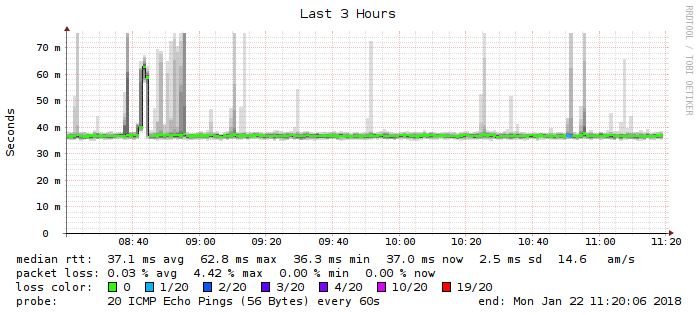 Last 3 Hours
RRDTOOL / TOBI OETIKER
Seconds
70 m
60 m
50 m
40 m
30 m
20 m
10 m
0
08:40 09:00 09:20 09:40 10:00 10:20 10:40 11:00 11:20
median rtt: 37.1 ms avg 62.8 ms max 36.3 ms min 37.0 ms now 2.5 ms sd 14.6 am/s
packet loss: 0.03 % avg 4.42 % max 0.00 % min 0.00 % now
loss color: 0 1/20 2/20 3/20 4/20 10/20 19/20
probe: 20 ICMP Echo Pings (56 Bytes) every 60s end: Mon Jan 22 11:20:06 2018